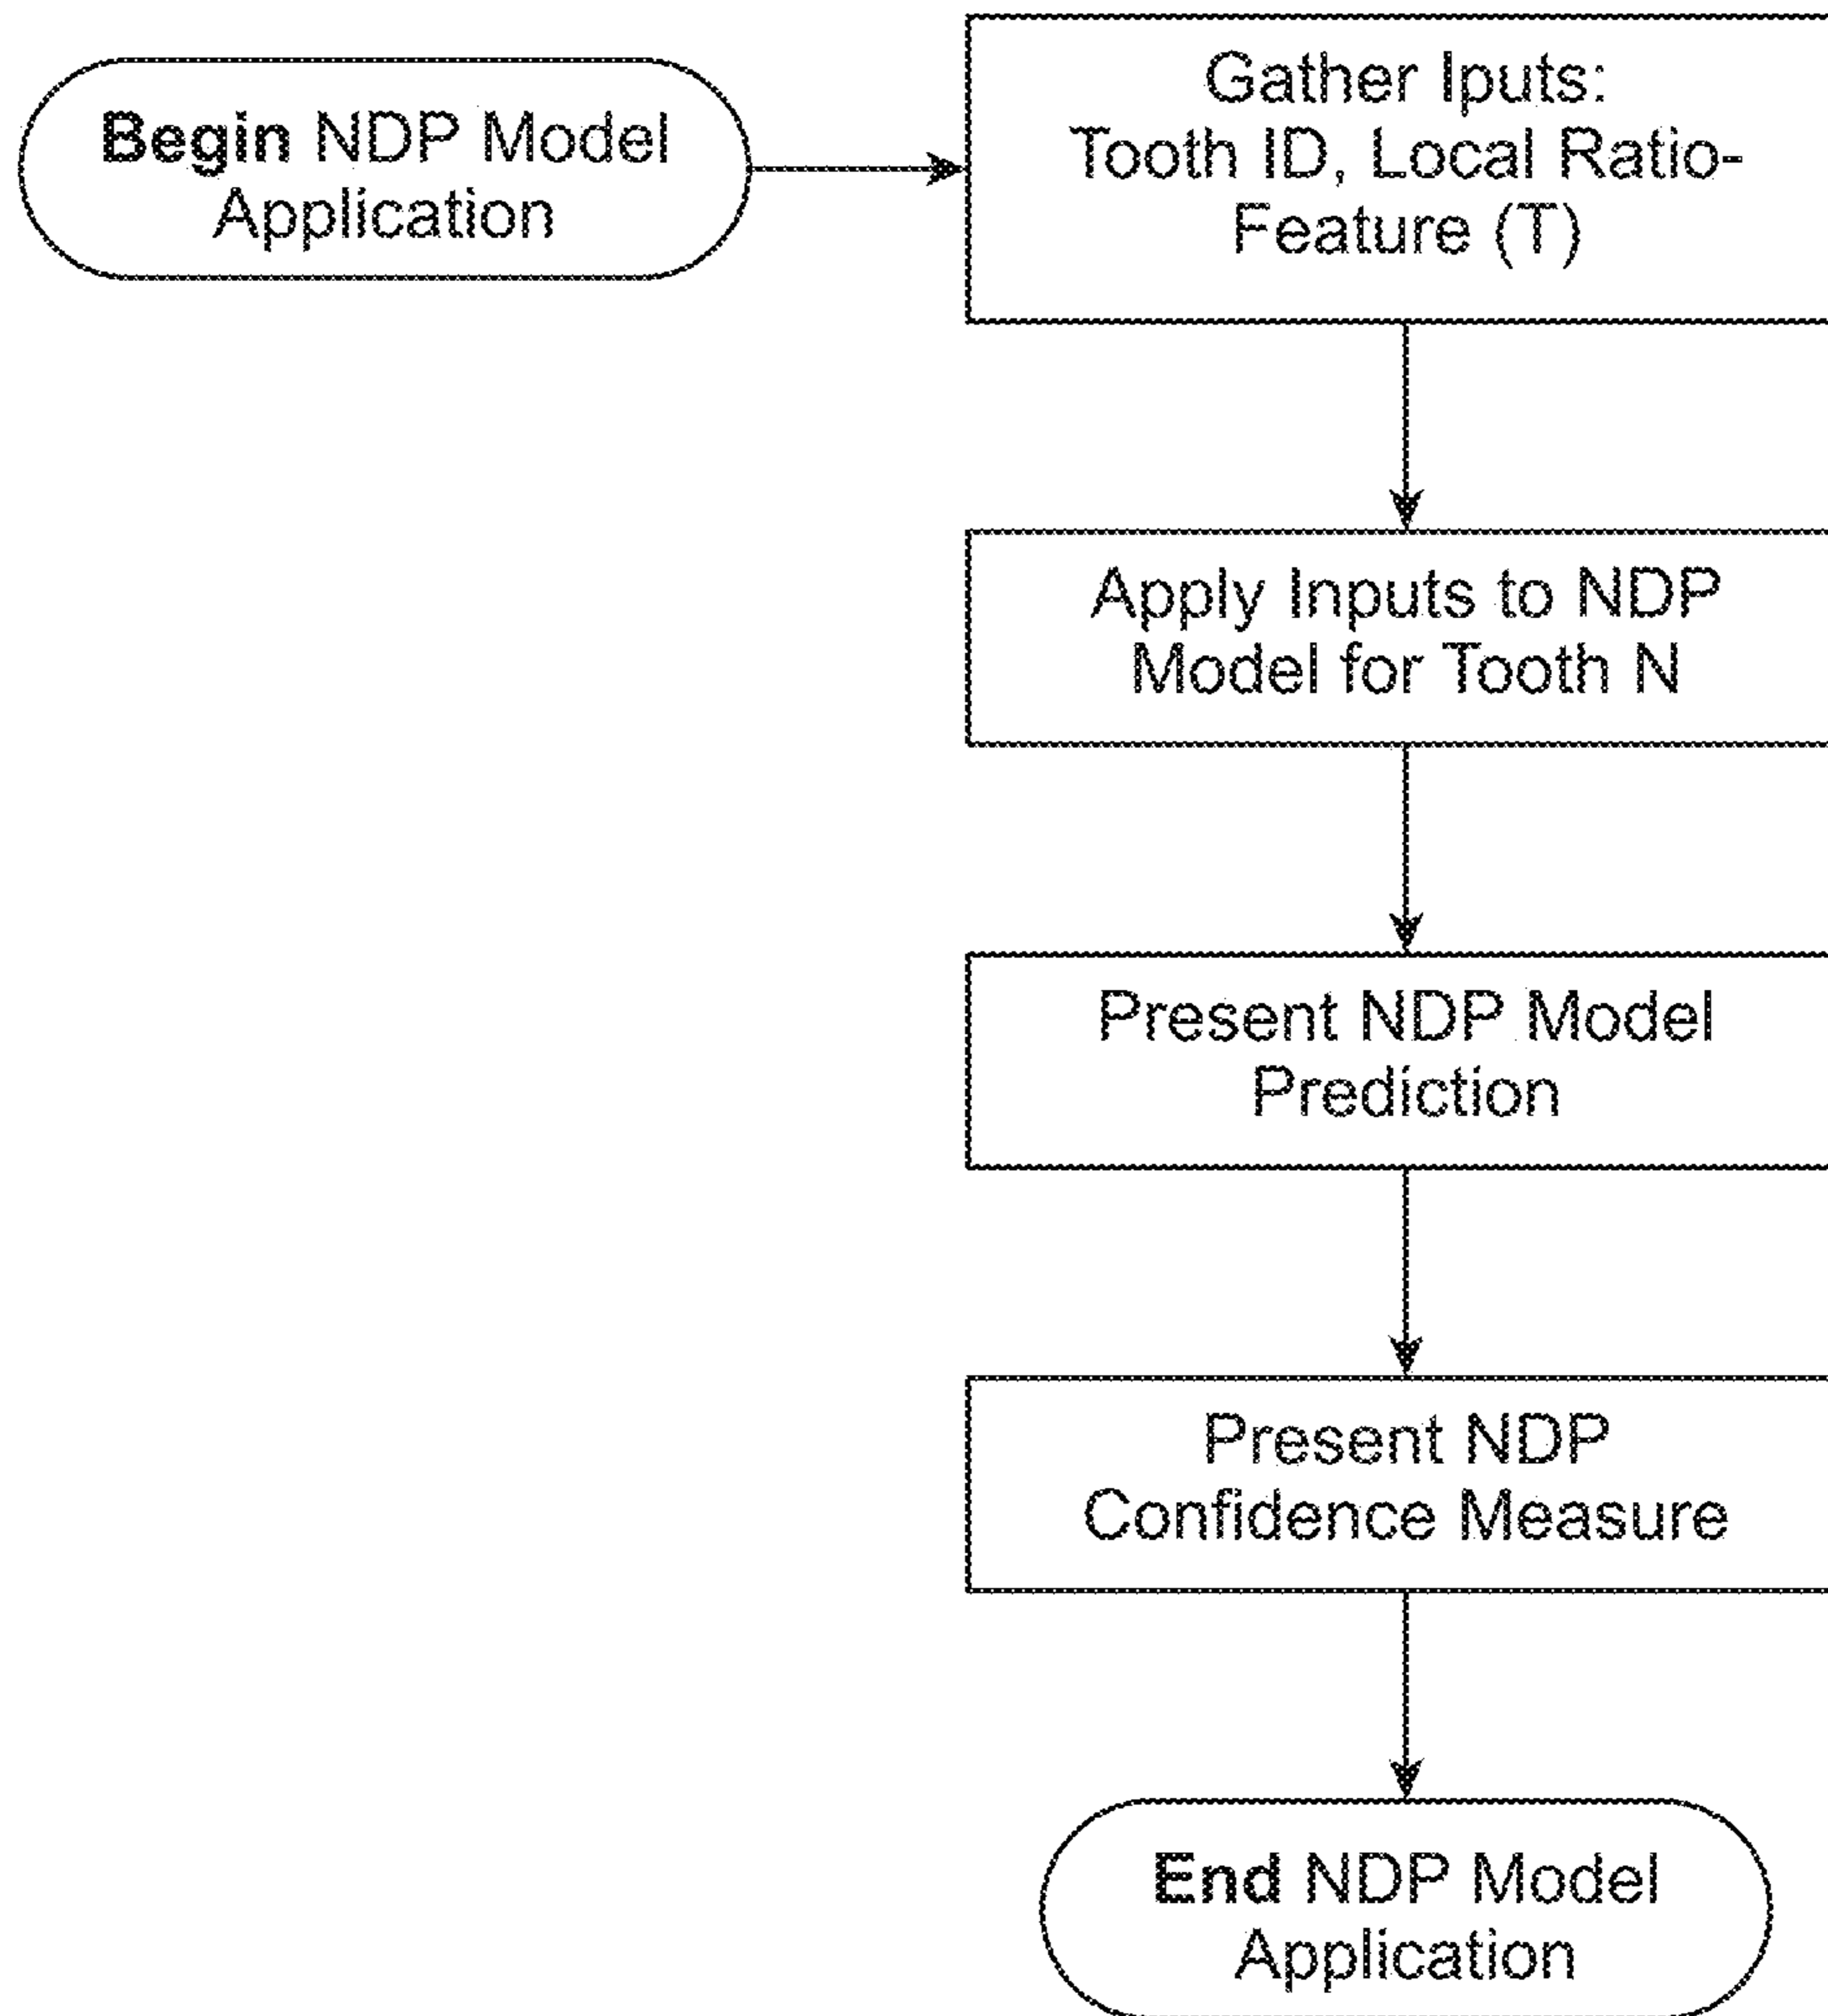 Begin NDP Model
Application
Gather Iputs:
Tooth ID, Local Ratio-
Feature (T)
Apply Inputs to NDP
Model for Tooth N
Present NDP Model
Prediction
Present NDP
Confidence Measure
End NDP Model
Application